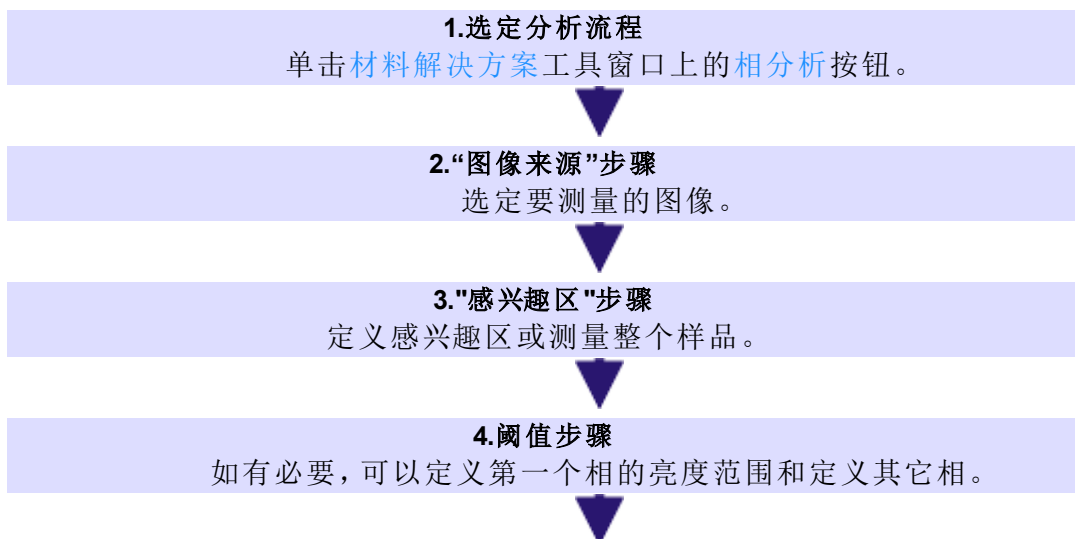 1.选定分析流程
单击材料解决方案工具窗口上的相分析按钮。
2.“图像来源”步骤
选定要测量的图像。
3."感兴趣区"步骤
定义感兴趣区或测量整个样品。
4.阈值步骤
如有必要，可以定义第一个相的亮度范围和定义其它相。